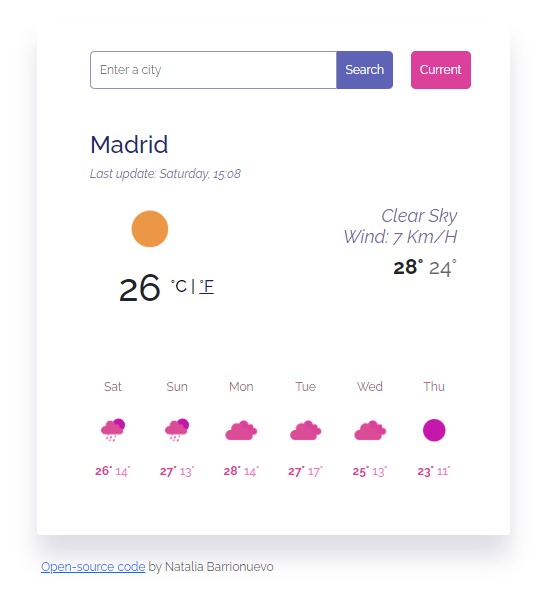 Enter a city Search Current
Madrid
Last update: Saturday, 15:08
Clear Sky
Wind: 7 Km/H
28° 24°
26 °C | °F
Sat Sun Mon Tue Wed Thu
26° 14° 27° 13° 28° 14° 27° 17° 25° 13° 23° 11°
Open-source code by Natalia Barrionuevo